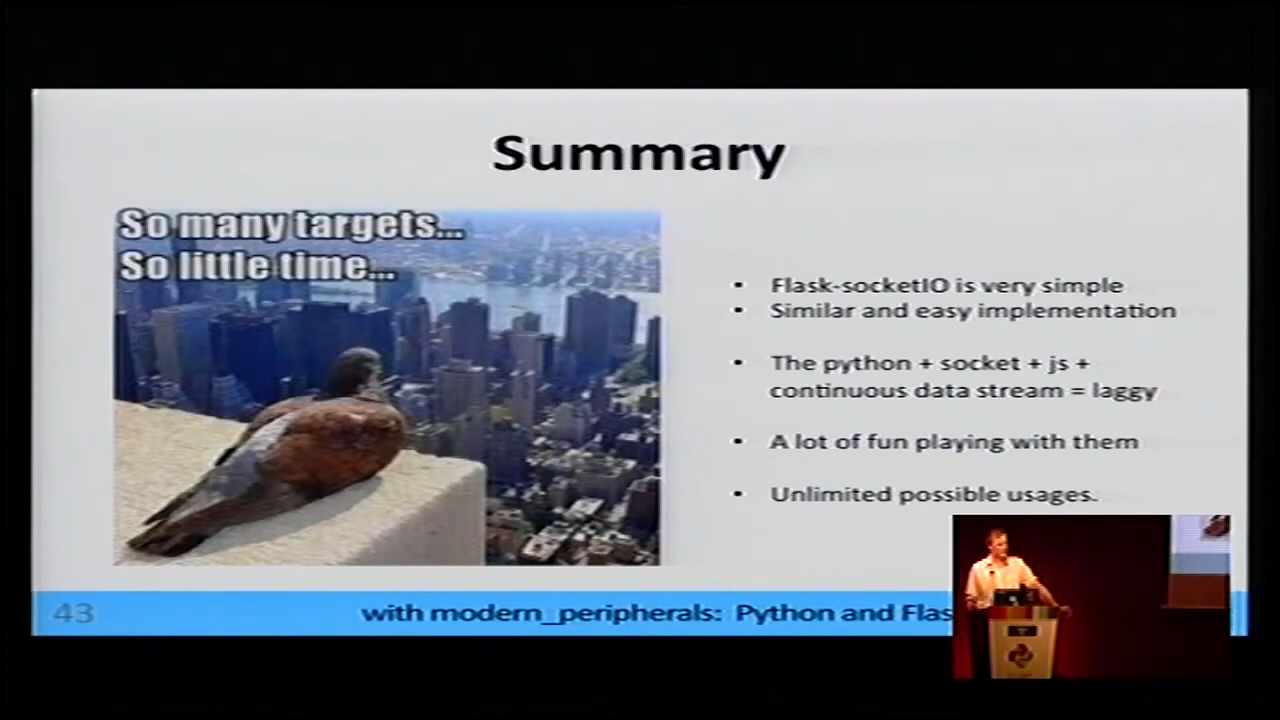 Summary
So many targets...
So little time...
• Flask-socketIO is very simple
• Similar and easy implementation
• The python + socket + js +
continuous data stream = laggy
• A lot of fun playing with them
• Unlimited possible usages.
43
with modern_peripherals: Python and Flas